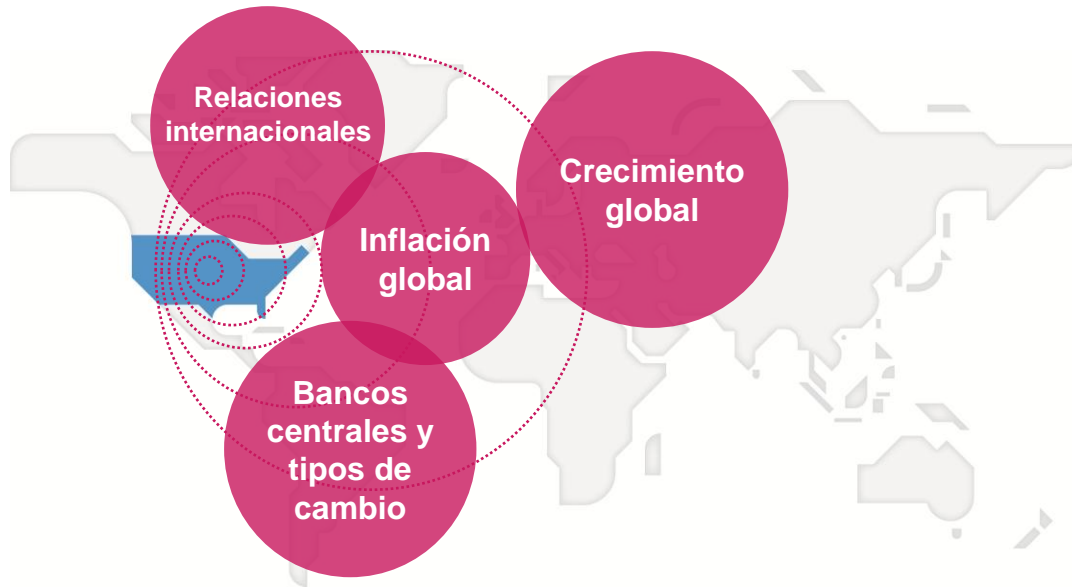 Relaciones
internacionales
Crecimiento
global
Inflación
global
Bancos
centrales y
tipos de
cambio